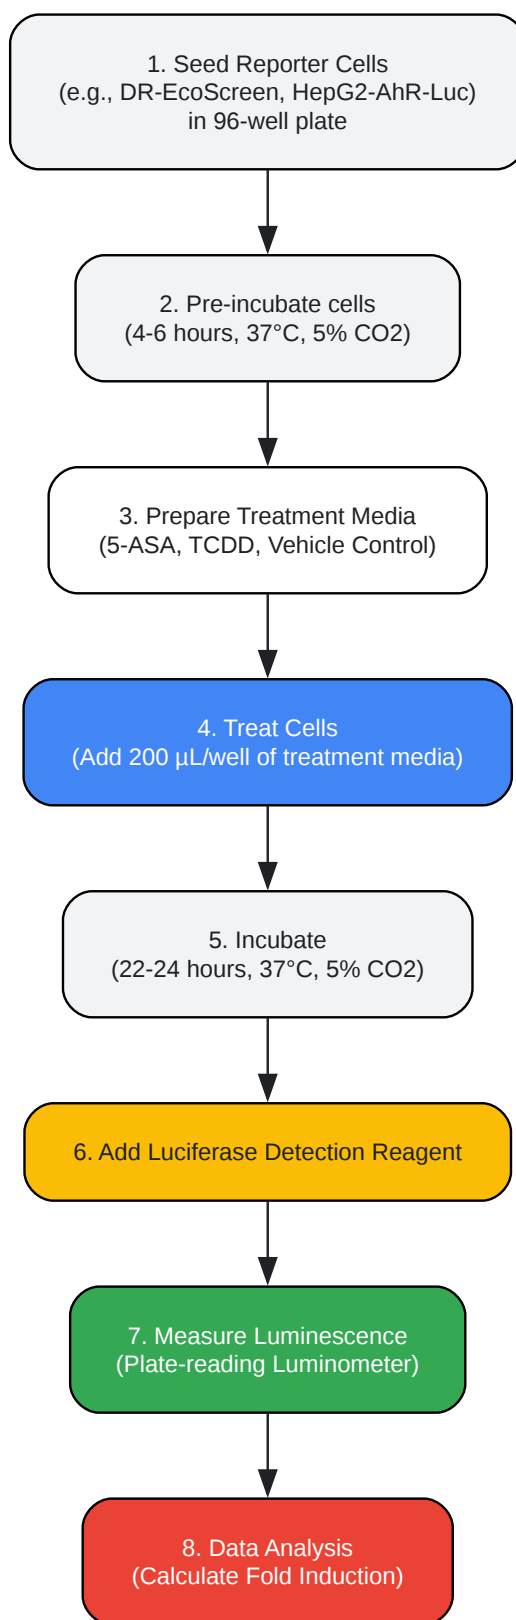 1. Seed Reporter Cells
(e.g., DR-EcoScreen, HepG2-AhR-Luc)
in 96-well plate
2. Pre-incubate cells
(4-6 hours, 37°C, 5% CO2)
3. Prepare Treatment Media
(5-ASA, TCDD, Vehicle Control)
4. Treat Cells
(Add 200 µL/well of treatment media)
5. Incubate
(22-24 hours, 37°C, 5% CO2)
6. Add Luciferase Detection Reagent
7. Measure Luminescence
(Plate-reading Luminometer)
8. Data Analysis
(Calculate Fold Induction)